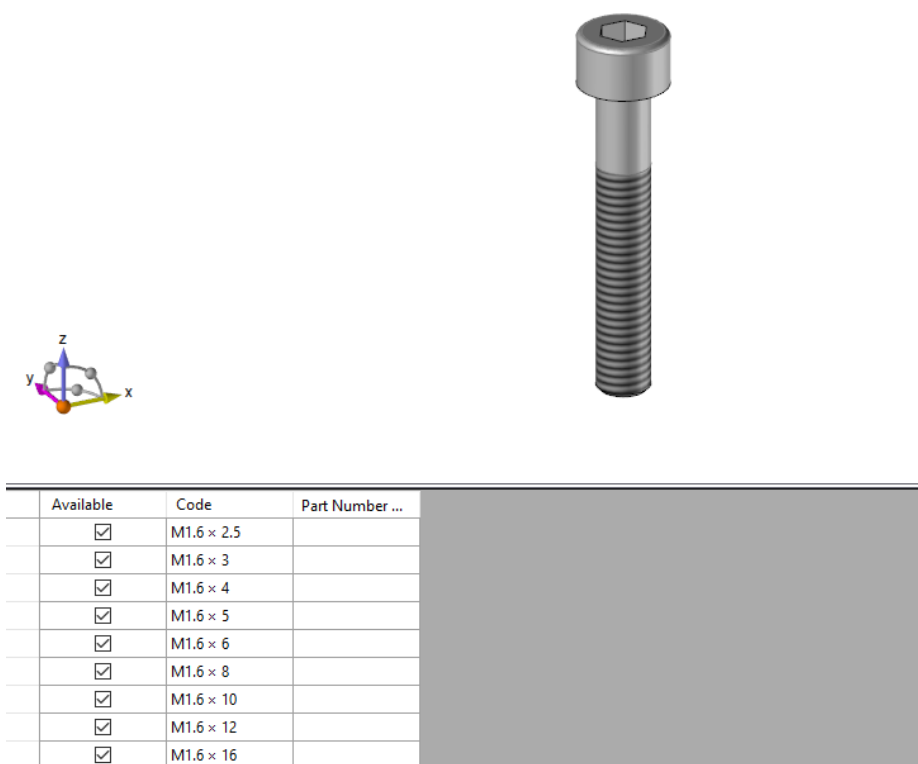 z
y
x
Available Code Part Number ...
M1.6 × 2.5
M1.6 × 3
M1.6 × 4
M1.6 × 5
M1.6 × 6
M1.6 × 8
M1.6 × 10
M1.6 × 12
M1.6 × 16